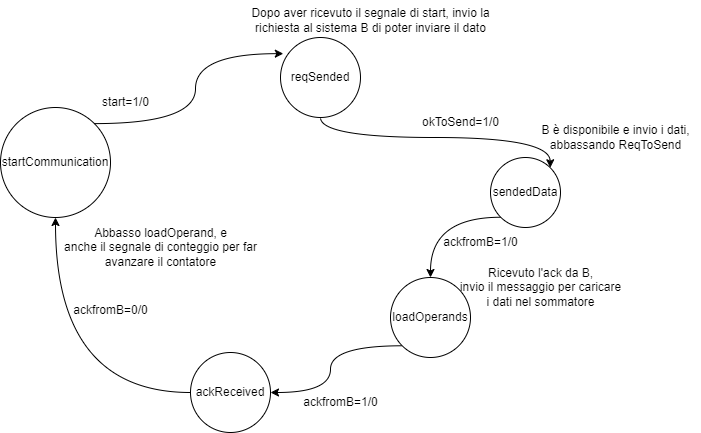 Dopo aver ricevuto il segnale di start, invio la
richiesta al sistema B di poter inviare il dato
reqSended
start=1/0
okToSend=1/0
B è disponibile e invio i dati,
abbassando ReqToSend
startCommunication
sendedData
Abbasso loadOperand, e
anche il segnale di conteggio per far
avanzare il contatore
ackfromB=1/0
Ricevuto l'ack da B,
invio il messaggio per caricare
i dati nel sommatore
ackfromB=0/0
loadOperands
ackReceived
ackfromB=1/0